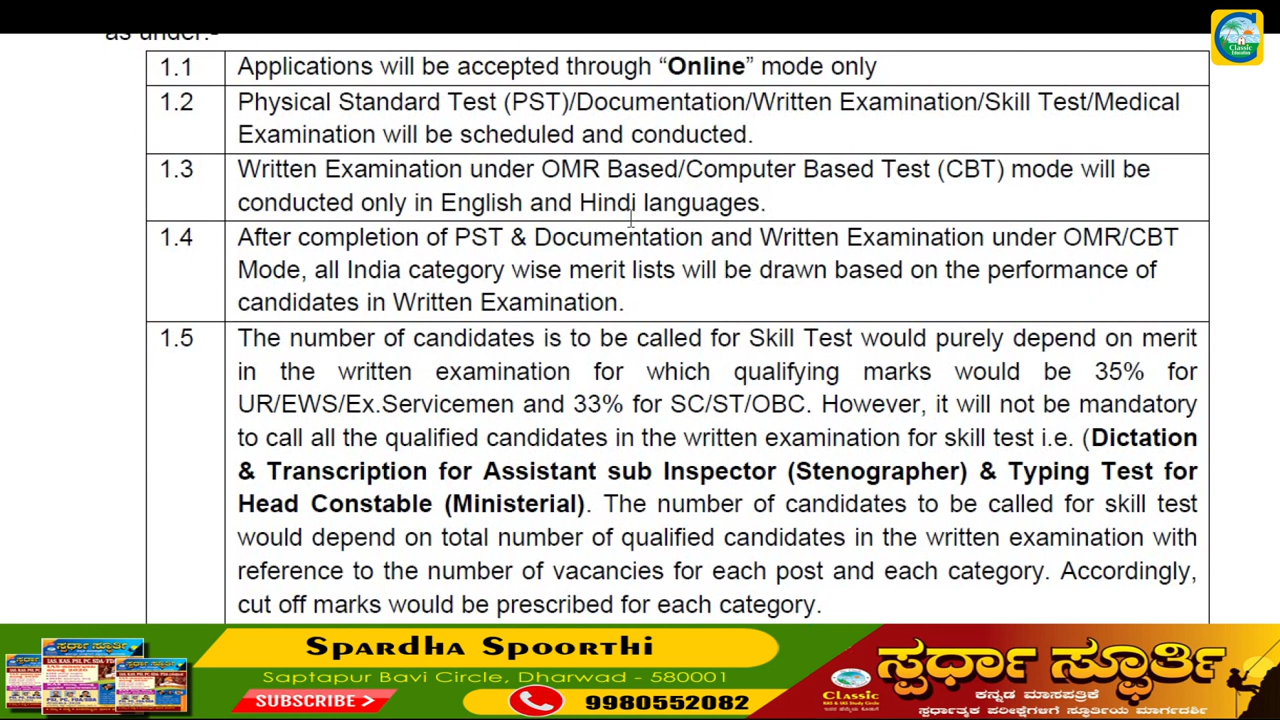 as under:-
1.1 Applications will be accepted through “Online” mode only
1.2 Physical Standard Test (PST)/Documentation/Written Examination/Skill Test/Medical
Examination will be scheduled and conducted.
1.3 Written Examination under OMR Based/Computer Based Test (CBT) mode will be
conducted only in English and Hindi languages.
1.4 After completion of PST & Documentation and Written Examination under OMR/CBT
Mode, all India category wise merit lists will be drawn based on the performance of
candidates in Written Examination.
1.5 The number of candidates is to be called for Skill Test would purely depend on merit
in the written examination for which qualifying marks would be 35% for
UR/EWS/Ex.Servicemen and 33% for SC/ST/OBC. However, it will not be mandatory
to call all the qualified candidates in the written examination for skill test i.e. (Dictation
& Transcription for Assistant sub Inspector (Stenographer) & Typing Test for
Head Constable (Ministerial). The number of candidates to be called for skill test
would depend on total number of qualified candidates in the written examination with
reference to the number of vacancies for each post and each category. Accordingly,
cut off marks would be prescribed for each category.
Classic
Education
Spardha Spoorthi
Saptapur Bavi Circle, Dharwad - 580001
SUBSCRIBE >
9980552082
Classic
KAS & IAS Study Circle
ಸ್ಪರ್ಧಾ ಸ್ಫೂರ್ತಿ
ಕನ್ನಡ ಮಾಸಪತ್ರಿಕೆ
ಸ್ಪರ್ಧಾತ್ಮಕ ಪರೀಕ್ಷೆಗಳಿಗೆ ಸ್ಫೂರ್ತಿಯ ಮಾರ್ಗದರ್ಶಿ